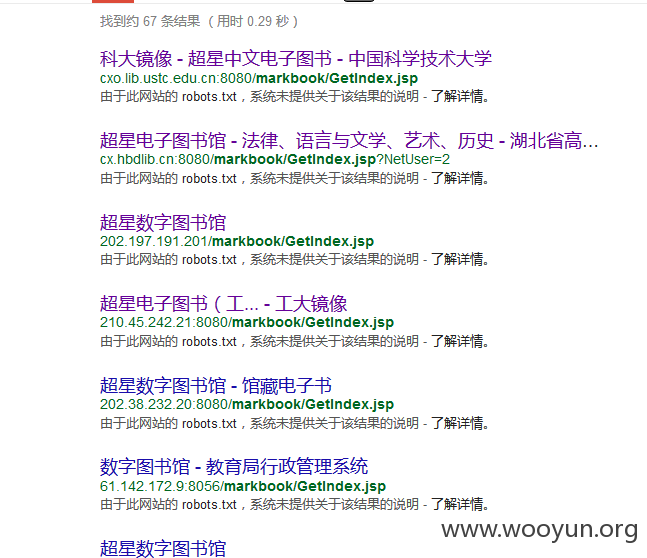 找到约 67 条结果 （用时 0.29 秒）
科大镜像 - 超星中文电子图书 - 中国科学技术大学
cxo.lib.ustc.edu.cn:8080/markbook/GetIndex.jsp
由于此网站的 robots.txt，系统未提供关于该结果的说明 - 了解详情。
超星电子图书馆 - 法律、语言与文学、艺术、历史 - 湖北省高...
cx.hbdlib.cn:8080/markbook/GetIndex.jsp?NetUser=2
由于此网站的 robots.txt，系统未提供关于该结果的说明 - 了解详情。
超星数字图书馆
202.197.191.201/markbook/GetIndex.jsp
由于此网站的 robots.txt，系统未提供关于该结果的说明 - 了解详情。
超星电子图书（工... - 工大镜像
210.45.242.21:8080/markbook/GetIndex.jsp
由于此网站的 robots.txt，系统未提供关于该结果的说明 - 了解详情。
超星数字图书馆 - 馆藏电子书
202.38.232.20:8080/markbook/GetIndex.jsp
由于此网站的 robots.txt，系统未提供关于该结果的说明 - 了解详情。
数字图书馆 - 教育局行政管理系统
61.142.172.9:8056/markbook/GetIndex.jsp
由于此网站的 robots.txt，系统未提供关于该结果的说明 - 了解详情。
www.wooyun.org
超星数字图书馆